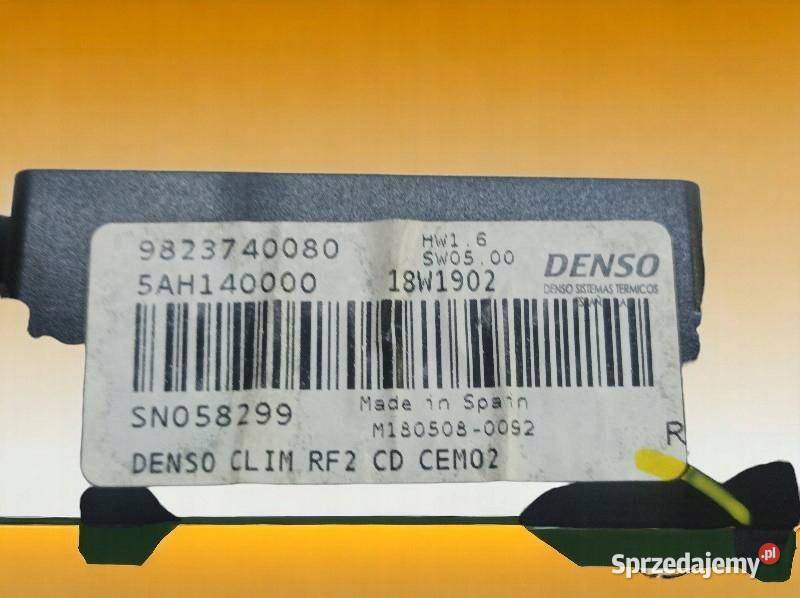 9823740080
HW1.6
SW05.00
5AH140000
18W1902
DENSO
DENSO SISTEMAS TERMICOS
SN058299
Made in Spain
M180508-0092
R
DENSO CLIM RF2 CD CEM02
Sprzedajemy.pl